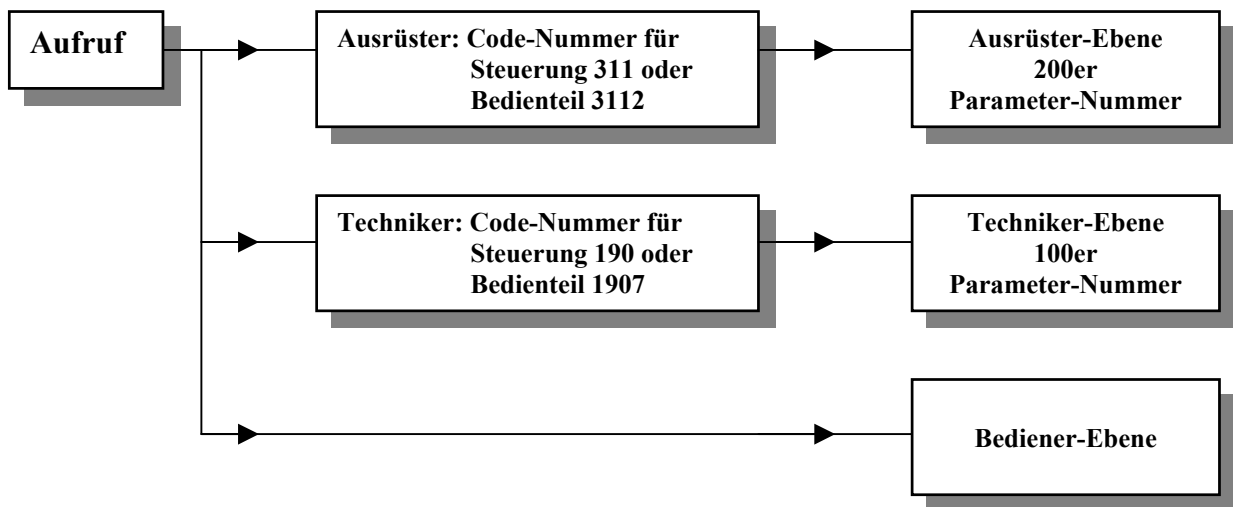 Aufruf
Ausrüster: Code-Nummer für
Steuerung 311 oder
Bedienteil 3112
Ausrüster-Ebene
200er
Parameter-Nummer
Techniker: Code-Nummer für
Steuerung 190 oder
Bedienteil 1907
Techniker-Ebene
100er
Parameter-Nummer
Bediener-Ebene